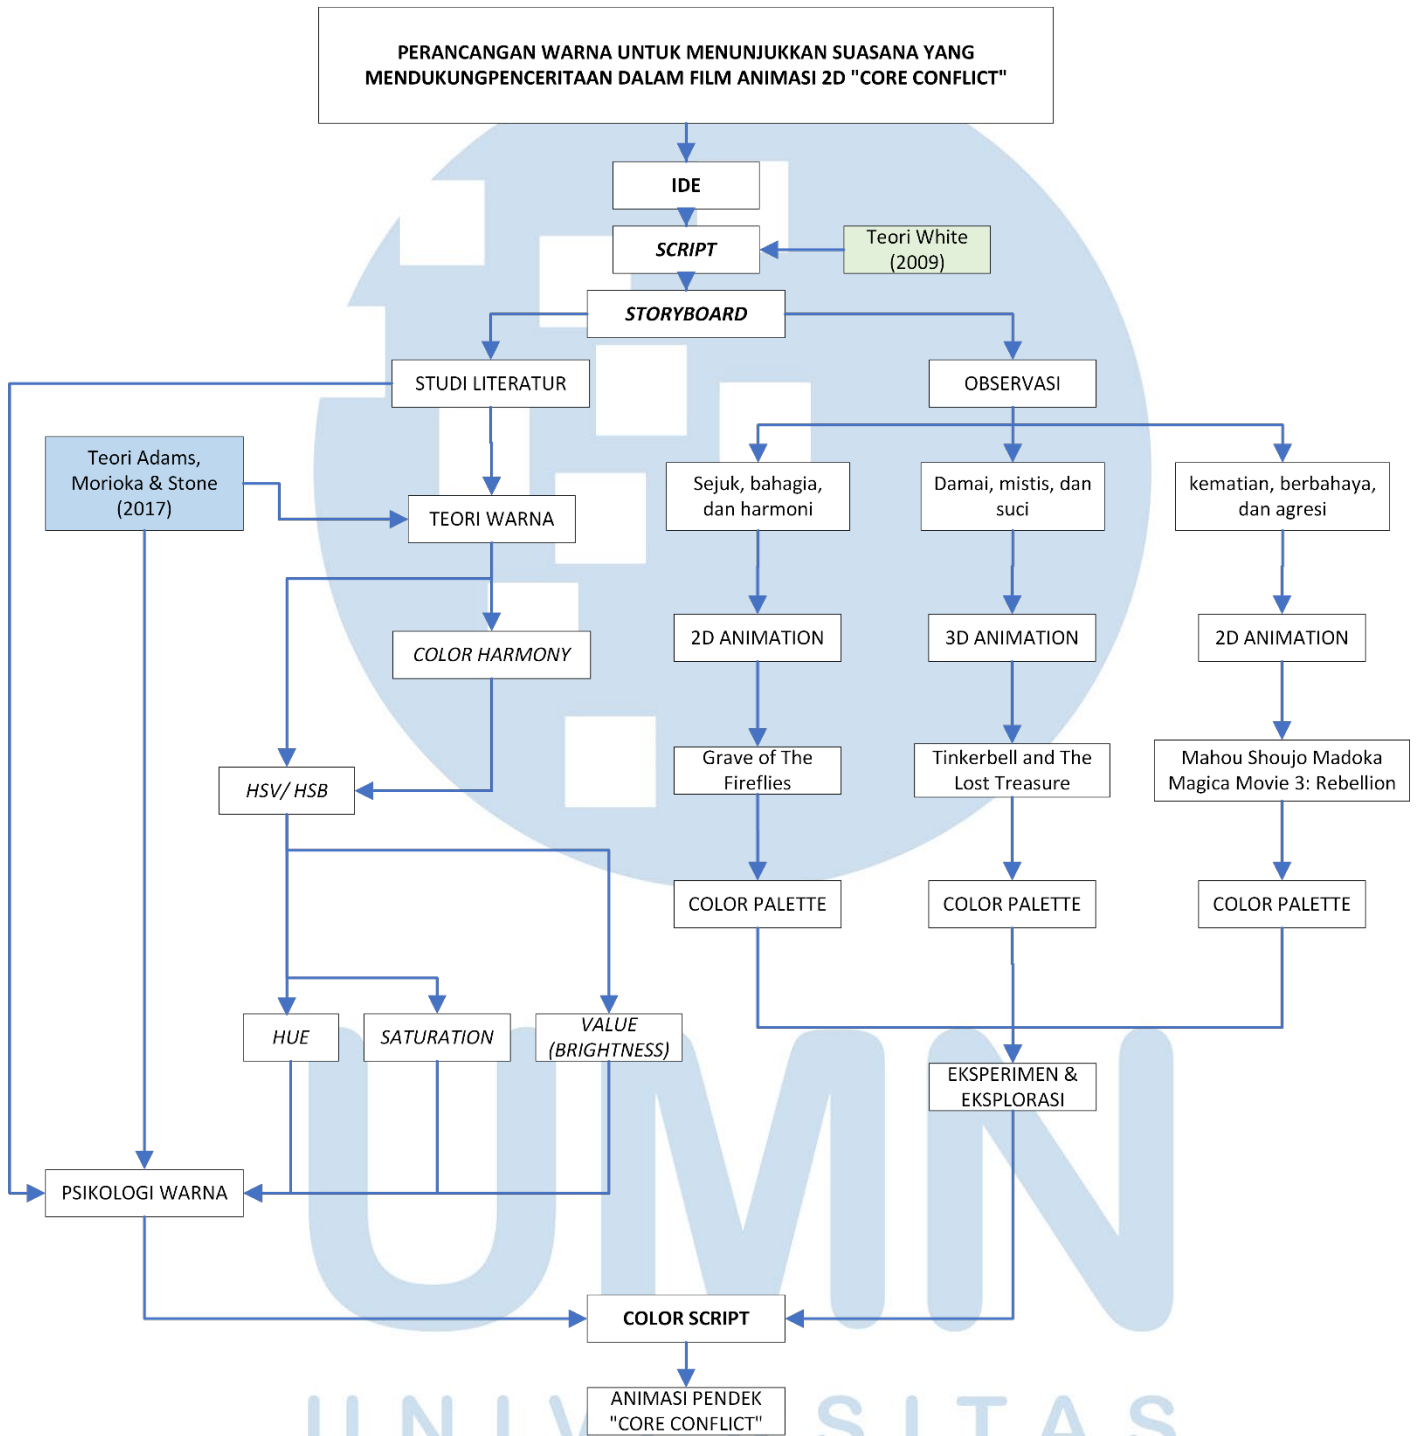 PERANCANGAN WARNA UNTUK MENUNJUKKAN SUASANA YANG
MENDUKUNGPENCERITAAN DALAM FILM ANIMASI 2D "CORE CONFLICT"
IDE
SCRIPT
Teori White
(2009)
STORYBOARD
STUDI LITERATUR
OBSERVASI
Teori Adams,
Morioka & Stone
(2017)
TEORI WARNA
Sejuk, bahagia,
dan harmoni
Damai, mistis, dan
suci
kematian, berbahaya,
dan agresi
COLOR HARMONY
2D ANIMATION
3D ANIMATION
2D ANIMATION
HSV/ HSB
Grave of The
Fireflies
Tinkerbell and The
Lost Treasure
Mahou Shoujo Madoka
Magica Movie 3: Rebellion
COLOR PALETTE
COLOR PALETTE
COLOR PALETTE
HUE
SATURATION
VALUE
(BRIGHTNESS)
EKSPERIMEN &
EKSPLORASI
PSIKOLOGI WARNA
COLOR SCRIPT
ANIMASI PENDEK
"CORE CONFLICT"
UMN